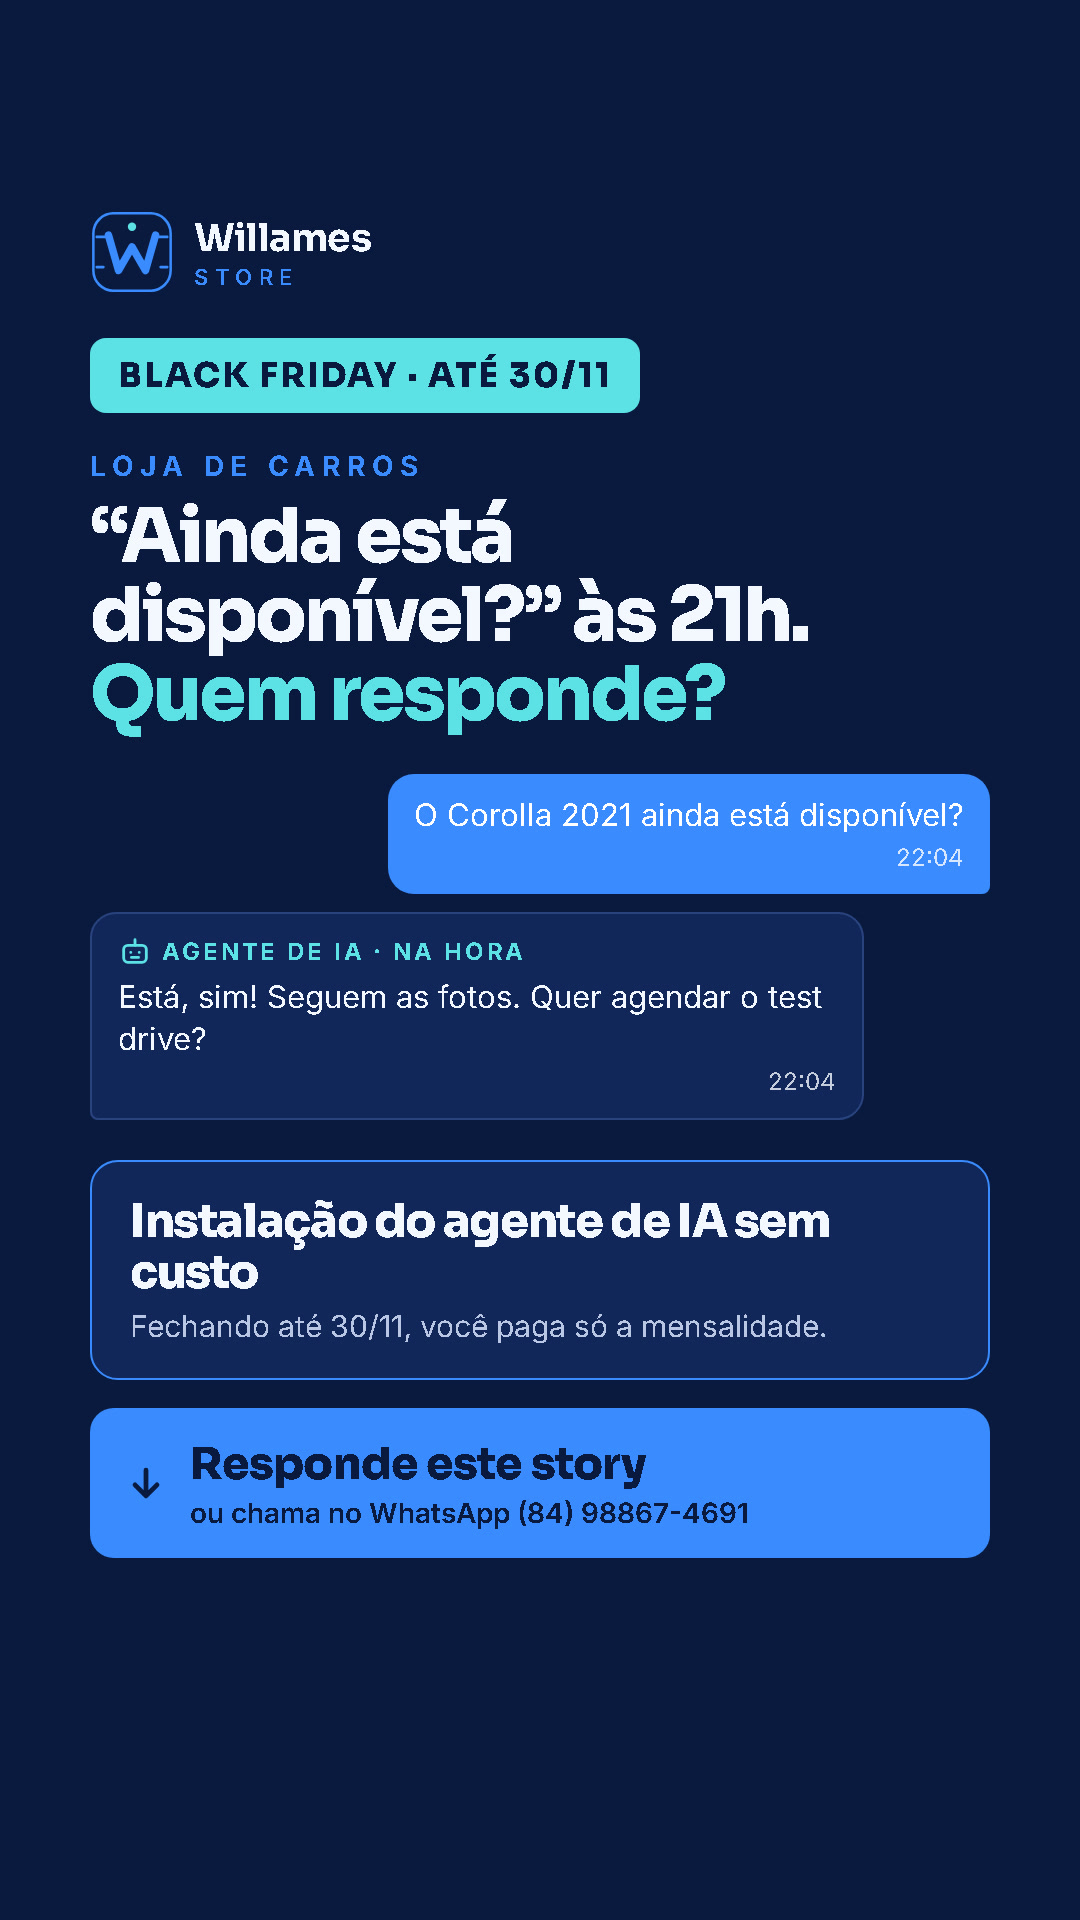 Willames
STORE
BLACK FRIDAY · ATÉ 30/11
LOJA DE CARROS
“Ainda está
disponível?” às 21h.
Quem responde?
O Corolla 2021 ainda está disponível?
22:04
AGENTE DE IA · NA HORA
Está, sim! Seguem as fotos. Quer agendar o test
drive?
22:04
Instalação do agente de IA sem
custo
Fechando até 30/11, você paga só a mensalidade.
Responde este story
ou chama no WhatsApp (84) 98867-4691